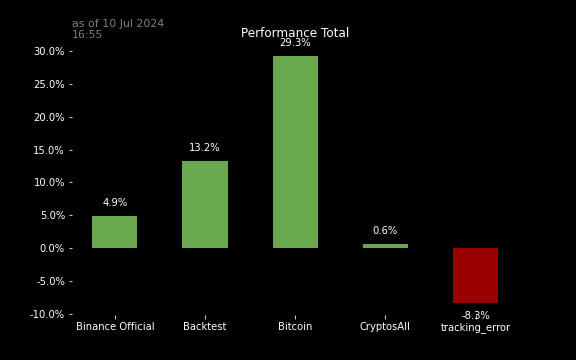 as of 10 Jul 2024
16:55
Performance Total
30.0%
25.0%
20.0%
15.0%
10.0%
5.0%
0.0%
-5.0%
-10.0%
4.9%
13.2%
29.3%
0.6%
-8.3%
Binance Official
Backtest
Bitcoin
CryptosAll
tracking_error